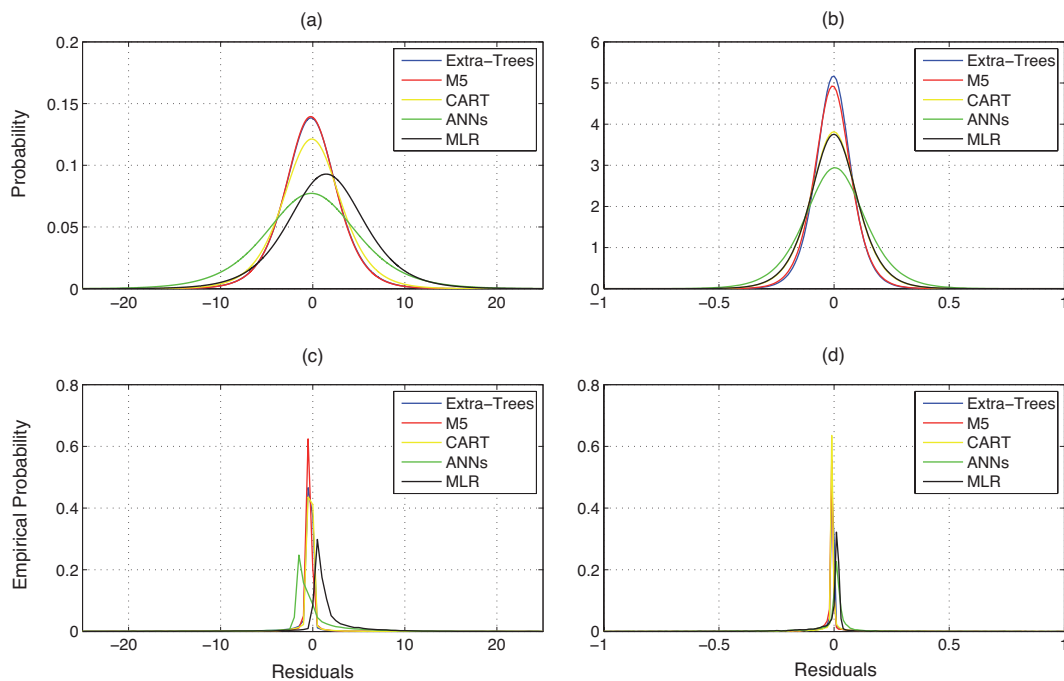 (a)
Probability
0.2
0.15
0.1
0.05
0
−20
−10
0
10
20
Extra−Trees
M5
CART
ANNs
MLR
(b)
6
5
4
3
2
1
0
−1
−0.5
0
0.5
1
Extra−Trees
M5
CART
ANNs
MLR
(c)
Empirical Probability
0.8
0.6
0.4
0.2
0
−20
−10
0
10
20
Residuals
Extra−Trees
M5
CART
ANNs
MLR
(d)
0.8
0.6
0.4
0.2
0
−1
−0.5
0
0.5
1
Residuals
Extra−Trees
M5
CART
ANNs
MLR